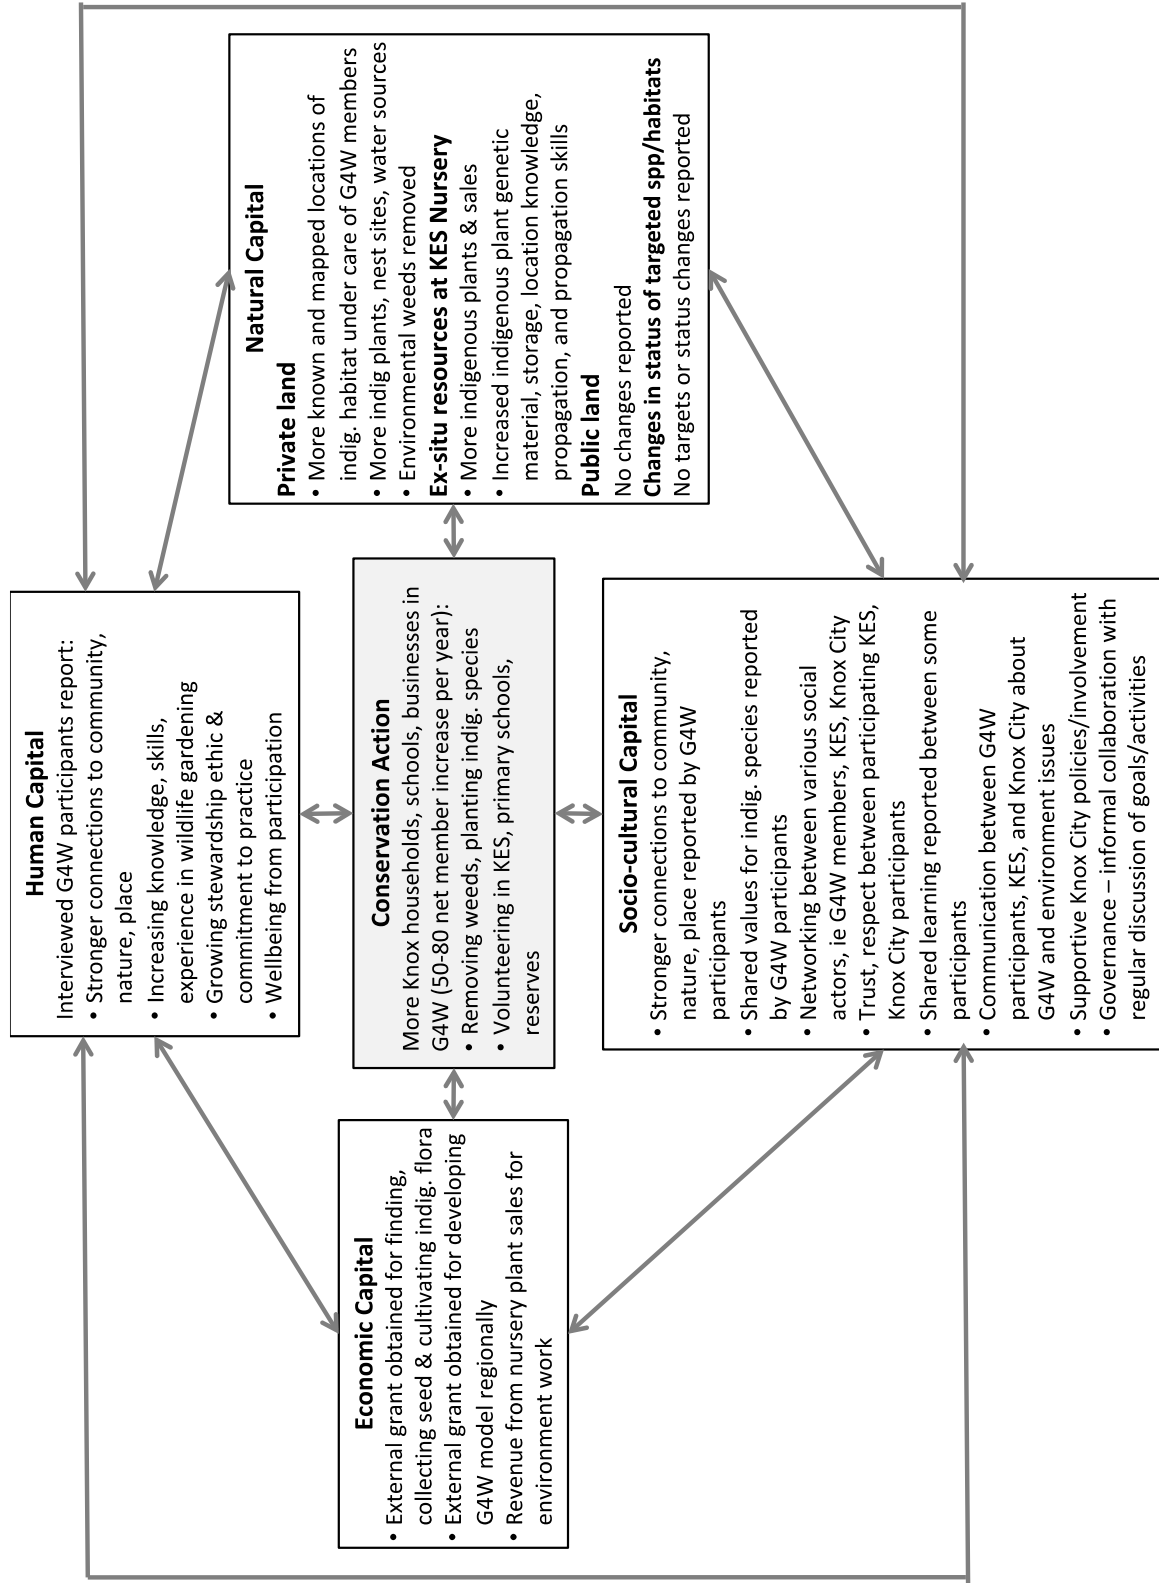 Human Capital
Interviewed G4W participants report:
• Stronger connections to community,
nature, place
• Increasing knowledge, skills,
experience in wildlife gardening
• Growing stewardship ethic &
commitment to practice
• Wellbeing from participation
Economic Capital
• External grant obtained for finding,
collecting seed & cultivating indig. flora
• External grant obtained for developing
G4W model regionally
• Revenue from nursery plant sales for
environment work
Conservation Action
More Knox households, schools, businesses in
G4W (50-80 net member increase per year):
• Removing weeds, planting indig. species
• Volunteering in KES, primary schools,
reserves
Natural Capital
Private land
• More known and mapped locations of
indig. habitat under care of G4W members
• More indig plants, nest sites, water sources
• Environmental weeds removed
Ex-situ resources at KES Nursery
• More indigenous plants & sales
• Increased indigenous plant genetic
material, storage, location knowledge,
propagation, and propagation skills
Public land
No changes reported
Changes in status of targeted spp/habitats
No targets or status changes reported
Socio-cultural Capital
• Stronger connections to community,
nature, place reported by G4W
participants
• Shared values for indig. species reported
by G4W participants
• Networking between various social
actors, ie G4W members, KES, Knox City
• Trust, respect between participating KES,
Knox City participants
• Shared learning reported between some
participants
• Communication between G4W
participants, KES, and Knox City about
G4W and environment issues
• Supportive Knox City policies/involvement
• Governance – informal collaboration with
regular discussion of goals/activities